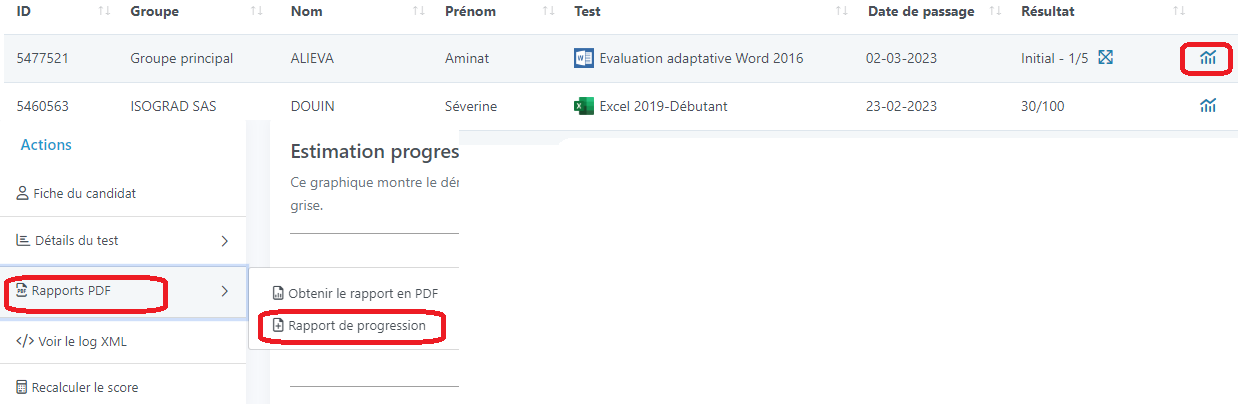 ID Groupe Nom Prénom Test Date de passage Résultat
5477521 Groupe principal ALIEVA Aminat Evaluation adaptative Word 2016 02-03-2023 Initial - 1/5
5460563 ISOGRAD SAS DOUIN Séverine Excel 2019-Débutant 23-02-2023 30/100
Actions
Fiche du candidat
Détails du test
Rapports PDF
Voir le log XML
Recalculer le score
Estimation progres
Ce graphique montre le dér
grise.
Obtenir le rapport en PDF
Rapport de progression